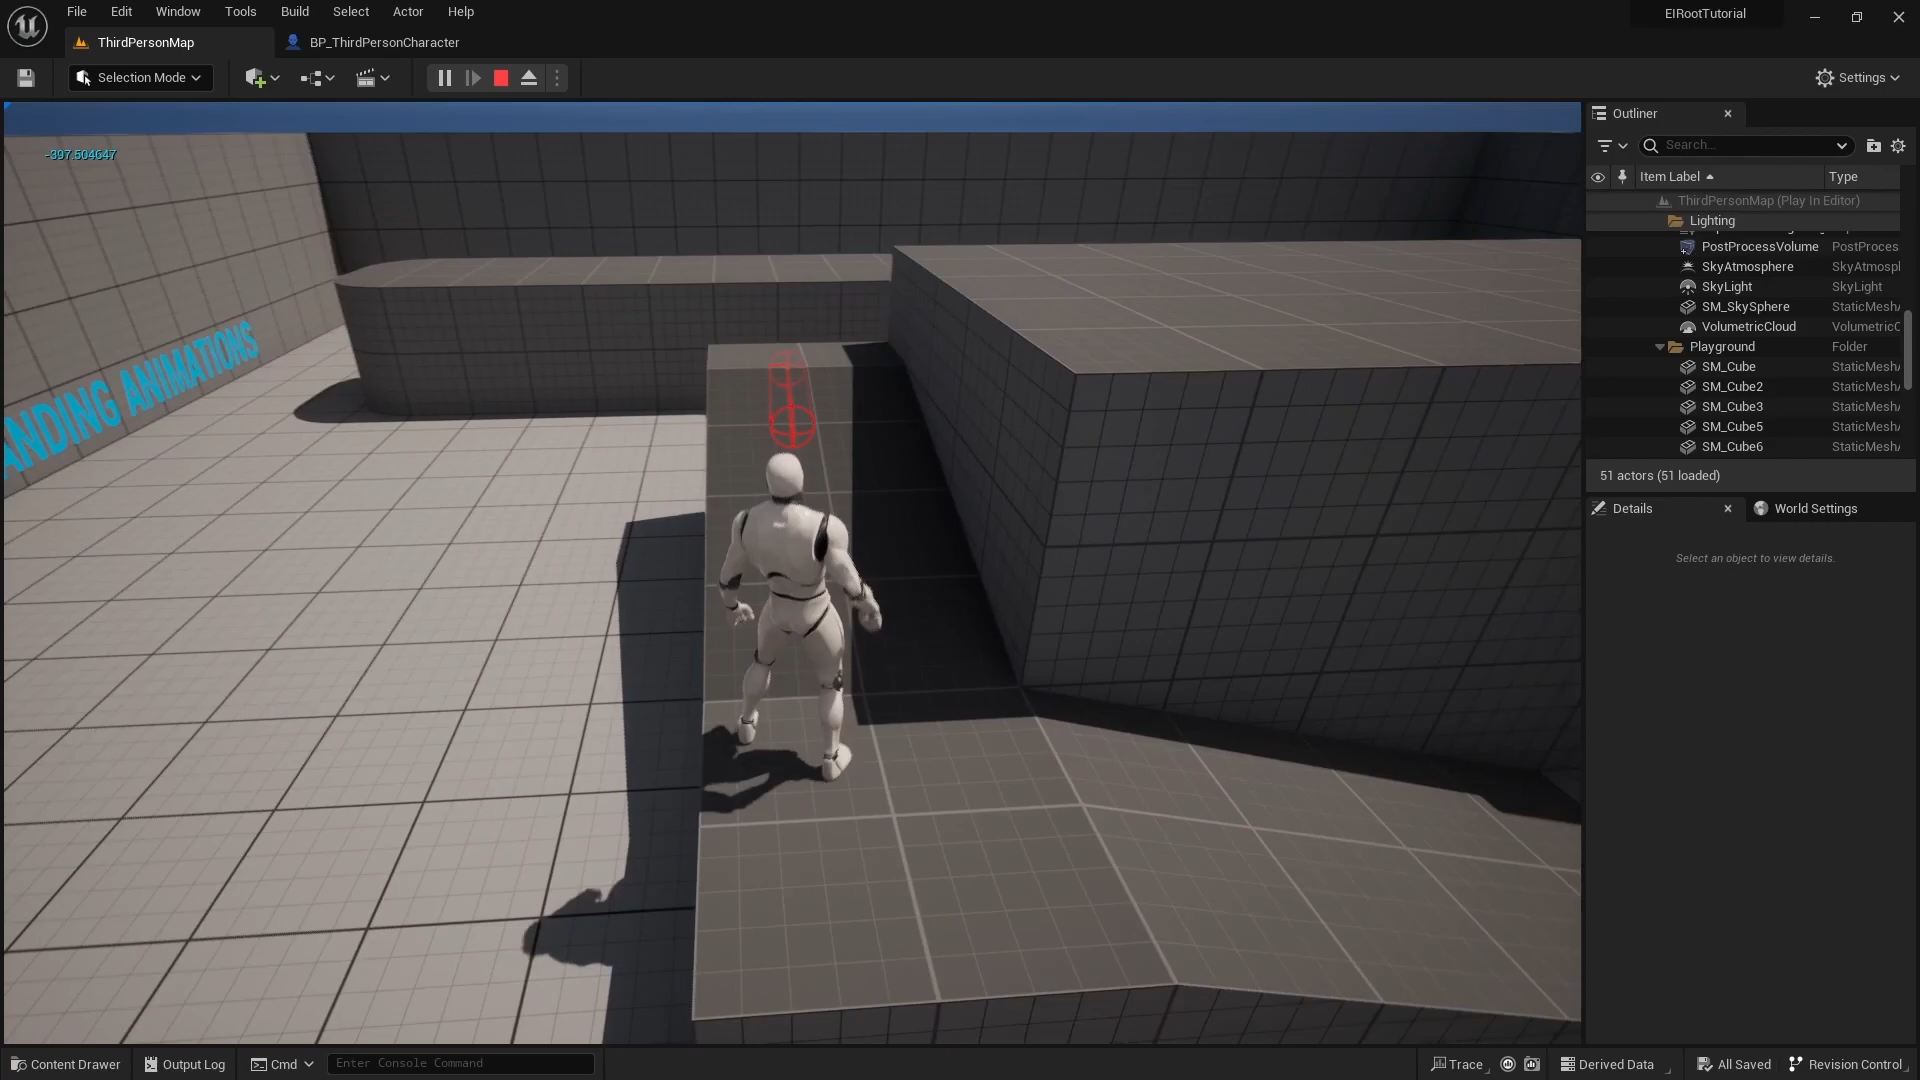 File Edit Window Tools Build Select Actor Help
EIRootTutorial
ThirdPersonMap
BP_ThirdPersonCharacter
Selection Mode
Settings
-397.504647
ANDING ANIMATIONS
Outliner
Search...
Item Label Type
ThirdPersonMap (Play In Editor)
Lighting
PostProcessVolume PostProces
SkyAtmosphere SkyAtmospl
SkyLight SkyLight
SM_SkySphere StaticMesh
VolumetricCloud VolumetricC
Playground Folder
SM_Cube StaticMesh
SM_Cube2 StaticMesh
SM_Cube3 StaticMesh
SM_Cube5 StaticMesh
SM_Cube6 StaticMesh
51 actors (51 loaded)
Details
World Settings
Select an object to view details.
Content Drawer
Output Log
Cmd
Enter Console Command
Trace
Derived Data
All Saved
Revision Control